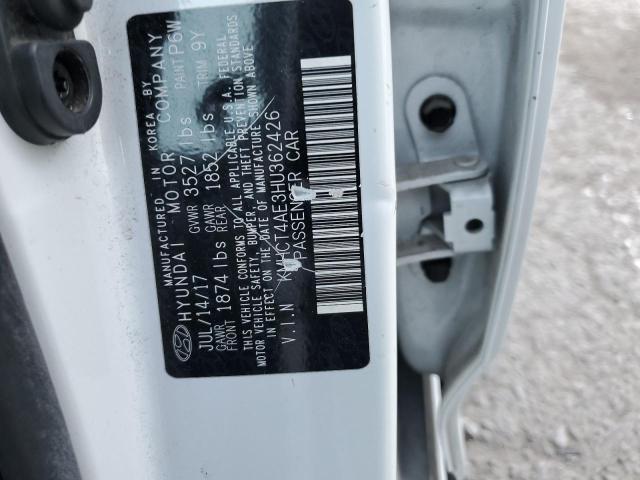 MANUFACTURED IN KOREA BY
HYUNDAI MOTOR COMPANY
JUL/14/17 GVWR 3527 lbs PAINT P6W
GAWR FRONT 1874 lbs GAWR REAR 1852 lbs TRIM 9Y
THIS VEHICLE CONFORMS TO ALL APPLICABLE U.S.A. FEDERAL
MOTOR VEHICLE SAFETY, BUMPER, AND THEFT PREVENTION STANDARDS
IN EFFECT ON THE DATE OF MANUFACTURE SHOWN ABOVE
V.I.N
PASSENGER CAR